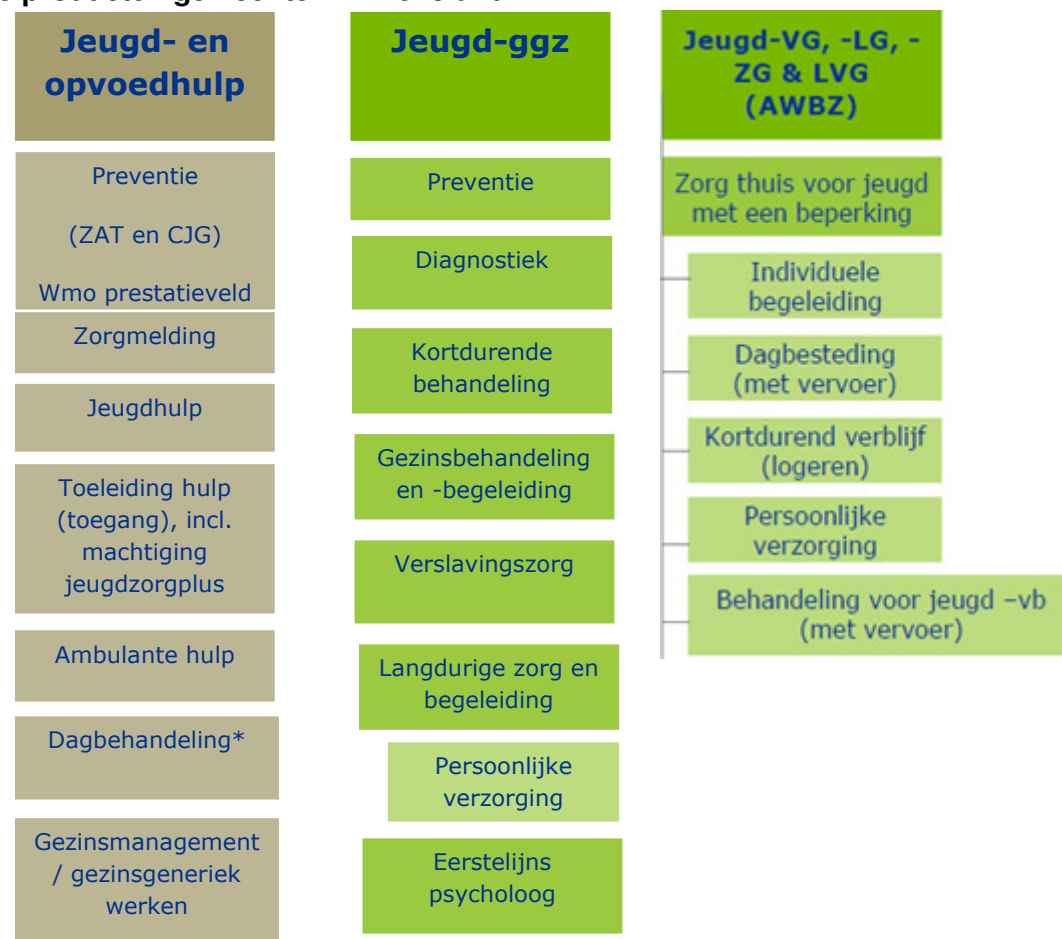 Jeugd- en
opvoedhulp
Preventie
(ZAT en CJG)
Wmo prestatieveld
Zorgmelding
Jeugdhulp
Toeleiding hulp
(toegang), incl.
machtiging
jeugdzorgplus
Ambulante hulp
Dagbehandeling*
Gezinsmanagement
/ gezinsgeneriek
werken
Jeugd-ggz
Preventie
Diagnostiek
Kortdurende
behandeling
Gezinsbehandeling
en -begeleiding
Verslavingszorg
Langdurige zorg en
begeleiding
Persoonlijke
verzorging
Eerstelijns
psycholoog
Jeugd-VG, -LG, -
ZG & LVG
(AWBZ)
Zorg thuis voor jeugd
met een beperking
Individuele
begeleiding
Dagbesteding
(met vervoer)
Kortdurend verblijf
(logeren)
Persoonlijke
verzorging
Behandeling voor jeugd –vb
(met vervoer)